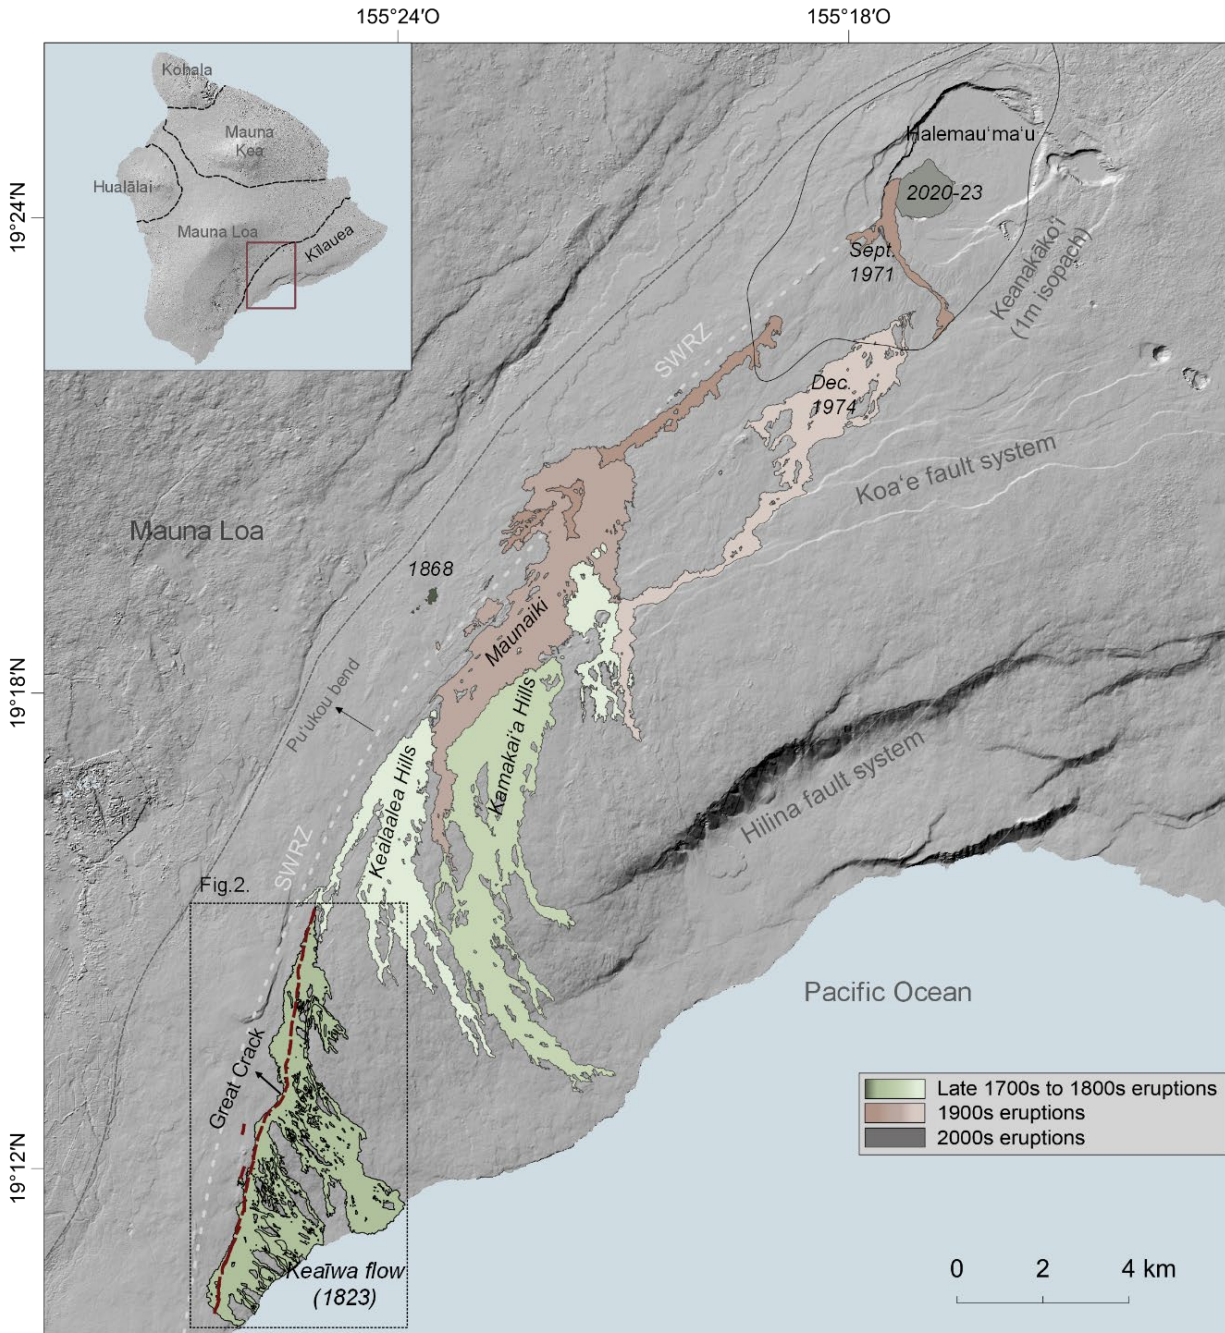 155°24′O
155°18′O
19°24′N
19°18′N
19°12′N
Kohala
Mauna
Kea
Hualālai
Mauna Loa
Kīlauea
Halemauʻmaʻu
2020-23
Sept.
1971
Keanakākoʻi
(1m isopach)
SWRZ
Dec.
1974
Koaʻe fault system
Mauna Loa
1868
Maunaiki
Puʻukou bend
Kamakaiʻa Hills
Kealaalea Hills
Hilina fault system
SWRZ
Fig.2.
Pacific Ocean
Great Crack
Late 1700s to 1800s eruptions
1900s eruptions
2000s eruptions
Keaīwa flow
(1823)
0 2 4 km